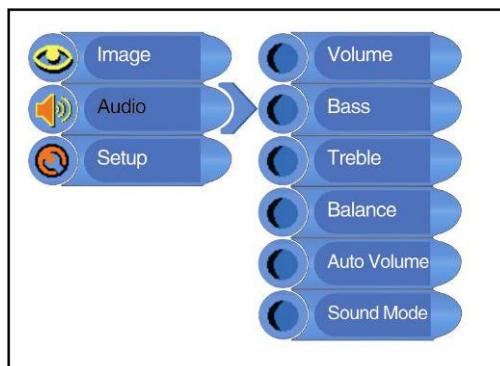 Image
Audio
Setup
Volume
Bass
Treble
Balance
Auto Volume
Sound Mode